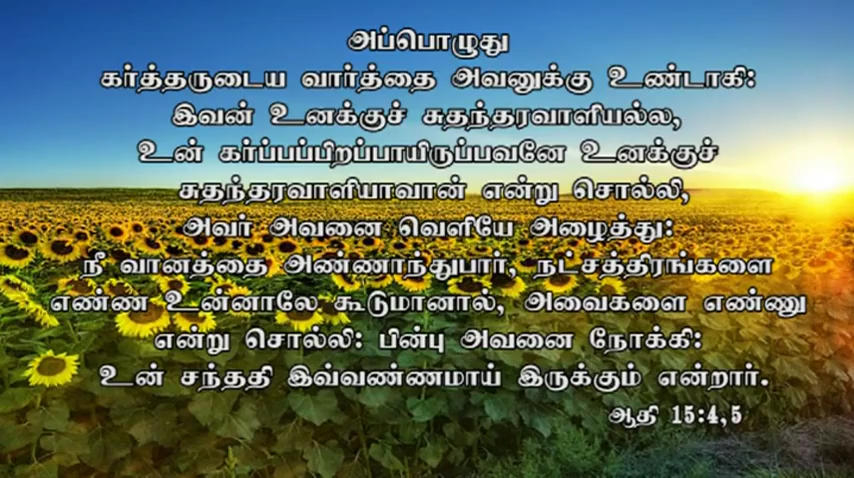 அப்பொழுது
கர்த்தருடைய வார்த்தை அவனுக்கு உண்டாகி:
இவன் உனக்குச் சுதந்தரவாளியல்ல,
உன் கர்ப்பப்பிறப்பாயிருப்பவனே உனக்குச்
சுதந்தரவாளியாவான் என்று சொல்லி,
அவர் அவனை வெளியே அழைத்து:
நீ வானத்தை அண்ணாந்துபார், நட்சத்திரங்களை
எண்ண உன்னாலே கூடுமானால், அவைகளை எண்ணு
என்று சொல்லி: பின்பு அவனை நோக்கி:
உன் சந்ததி இவ்வண்ணமாய் இருக்கும் என்றார்.
ஆதி 15:4,5